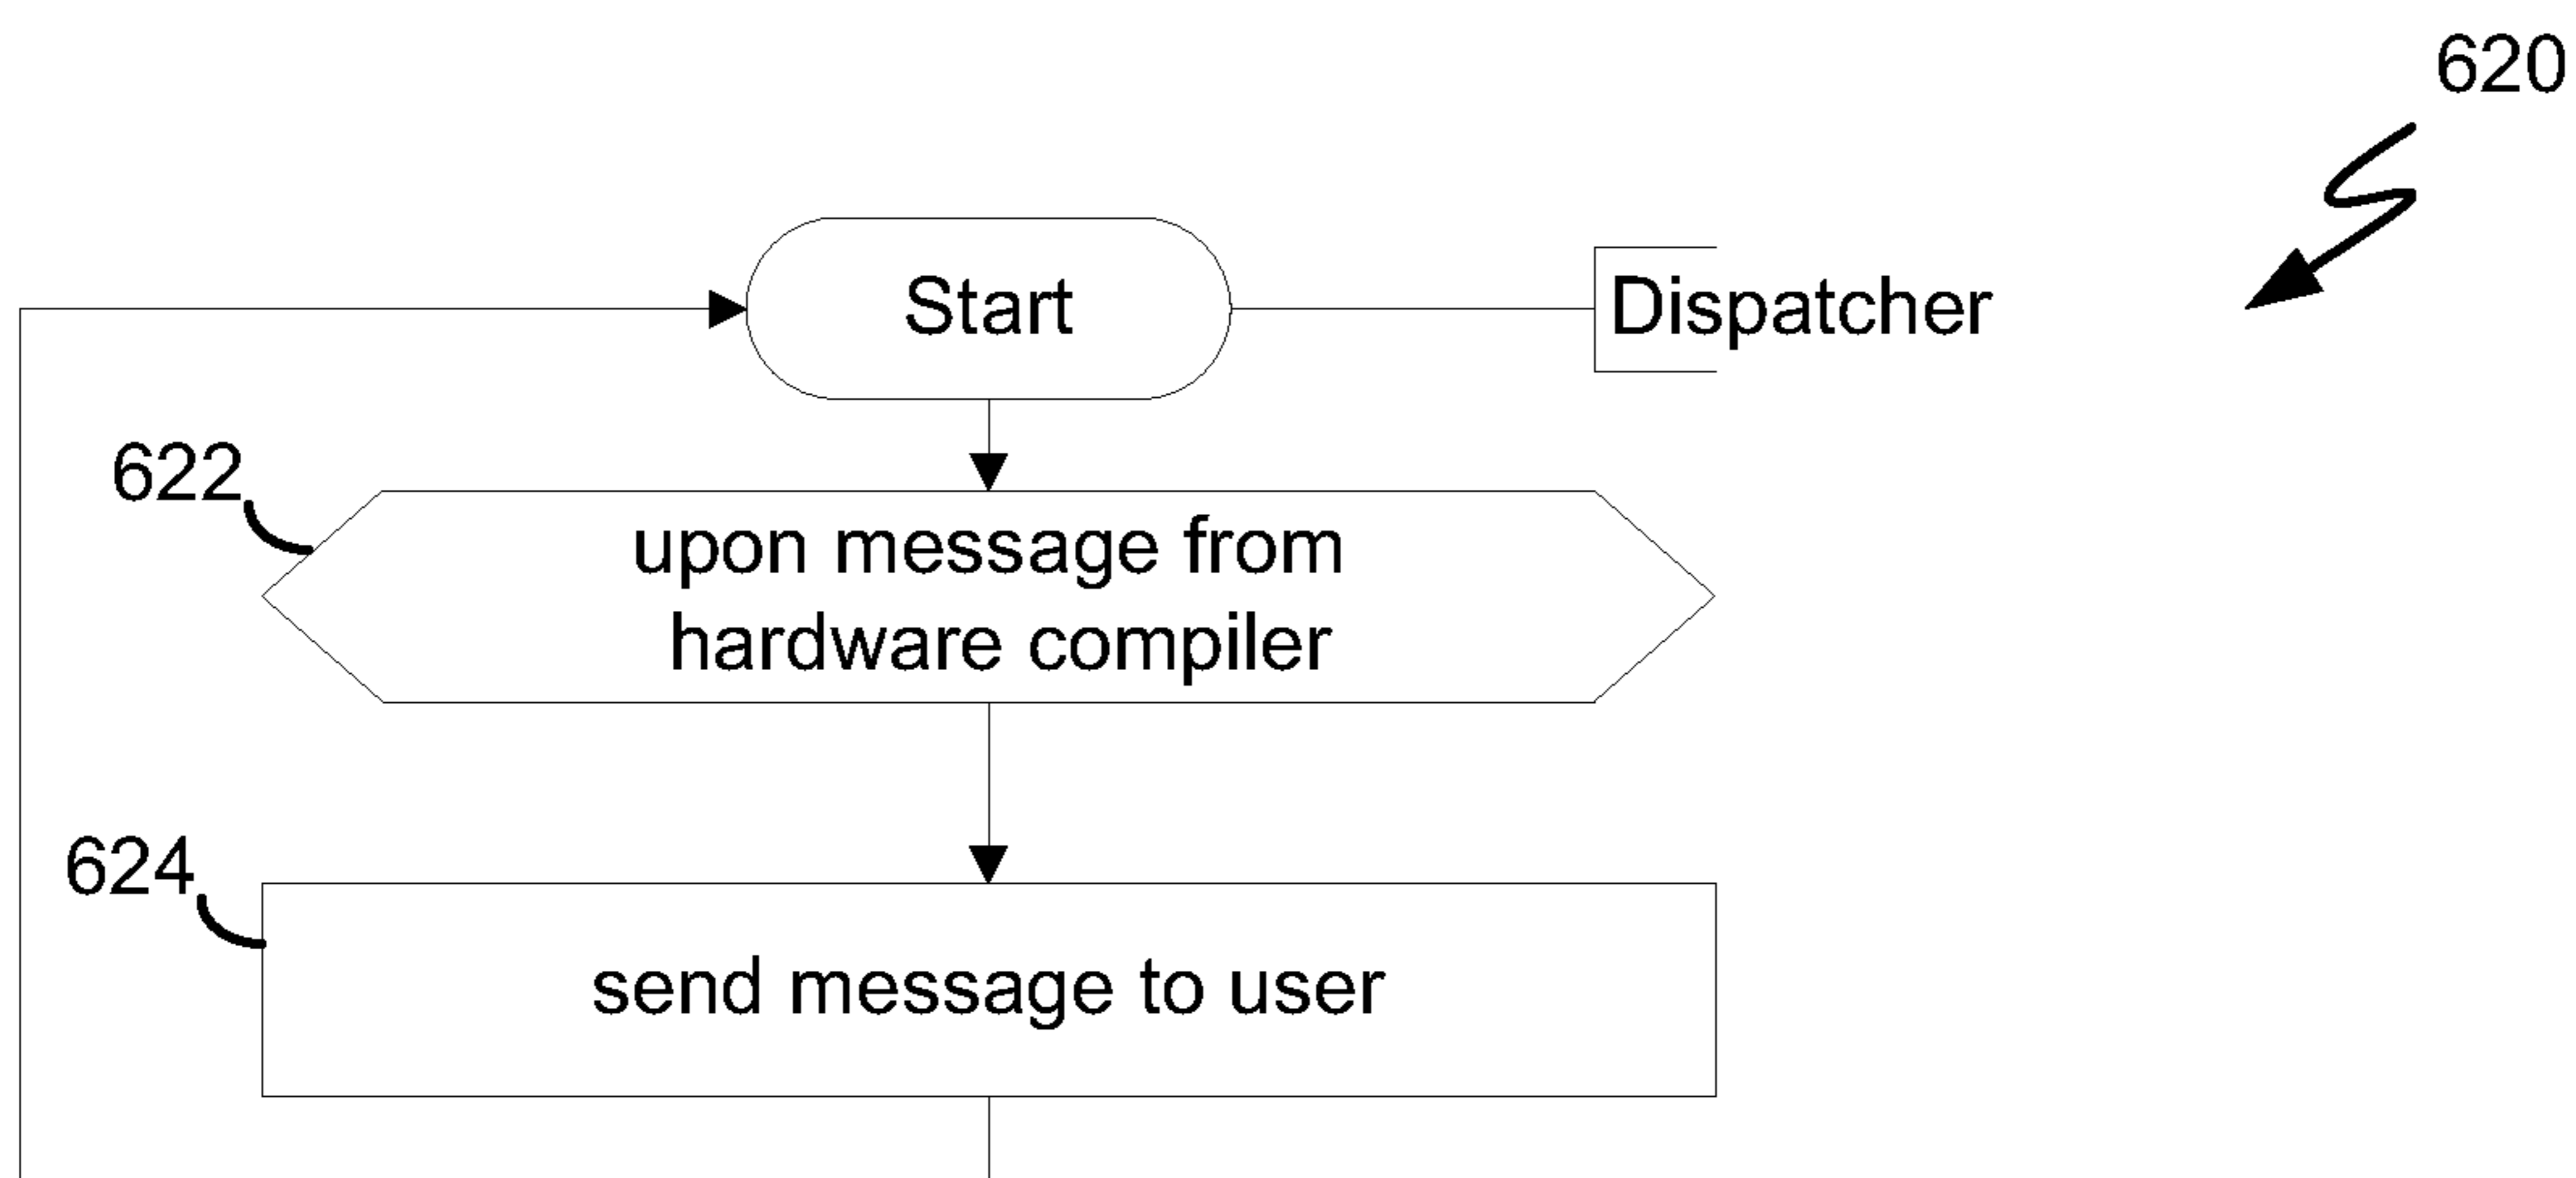 620
Start
Dispatcher
622
upon message from
hardware compiler
624
send message to user